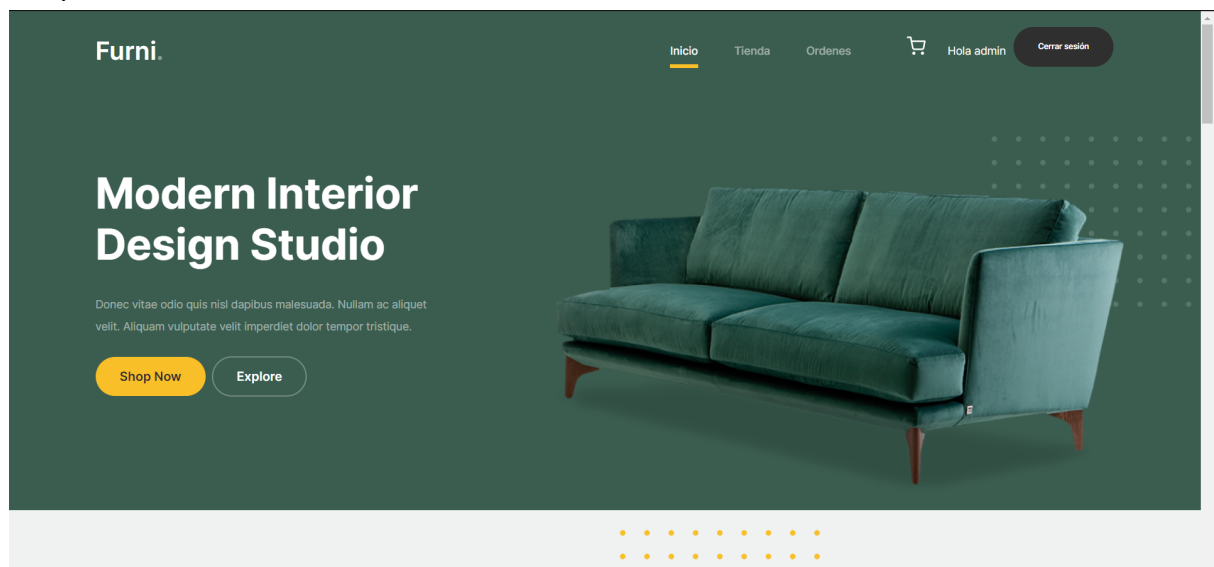 Furni.
Inicio Tienda Ordenes Hola admin Cerrar sesión
Modern Interior
Design Studio
Donec vitae odio quis nisl dapibus malesuada. Nullam ac aliquet
velit. Aliquam vulputate velit imperdiet dolor tempor tristique.
Shop Now Explore